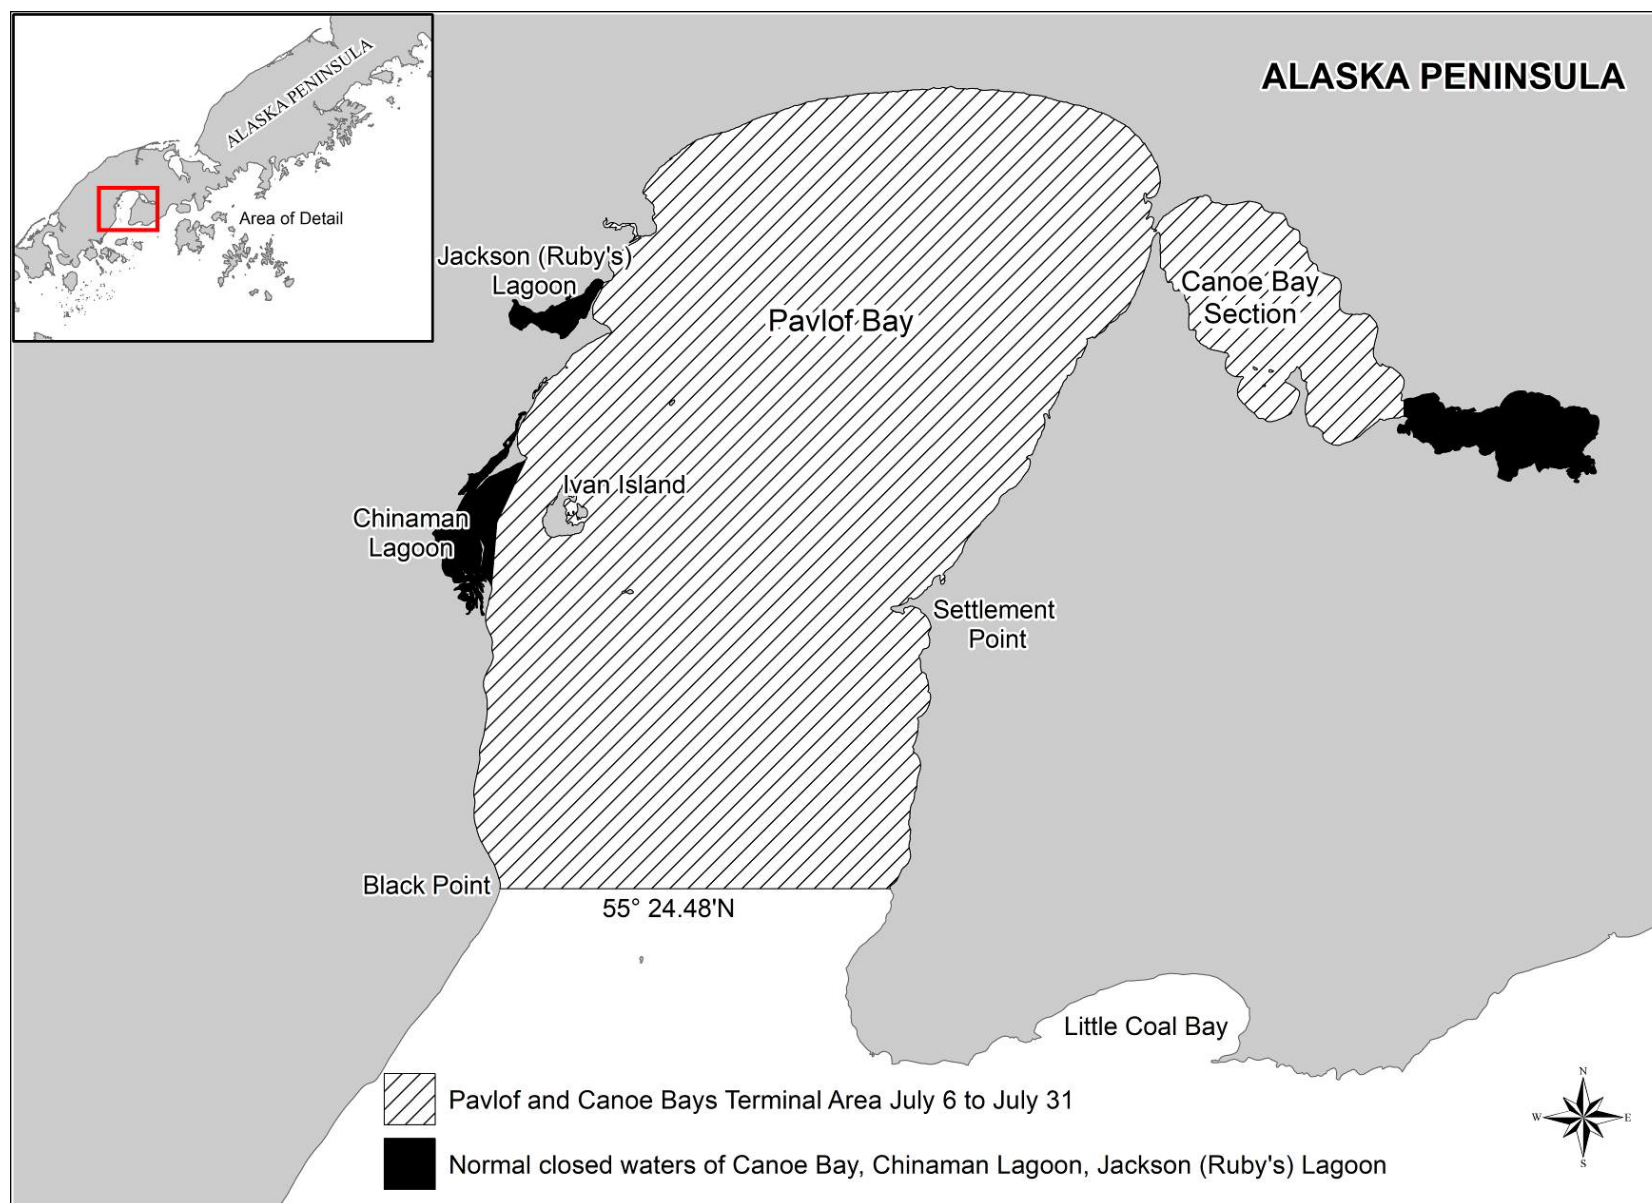 ALASKA PENINSULA
ALASKA PENINSULA
Area of Detail
Jackson (Ruby's)
Lagoon
Pavlof Bay
Canoe Bay
Section
Ivan Island
Chinaman
Lagoon
Settlement
Point
Black Point
55° 24.48'N
Little Coal Bay
Pavlof and Canoe Bays Terminal Area July 6 to July 31
Normal closed waters of Canoe Bay, Chinaman Lagoon, Jackson (Ruby's) Lagoon
N
W
E
S